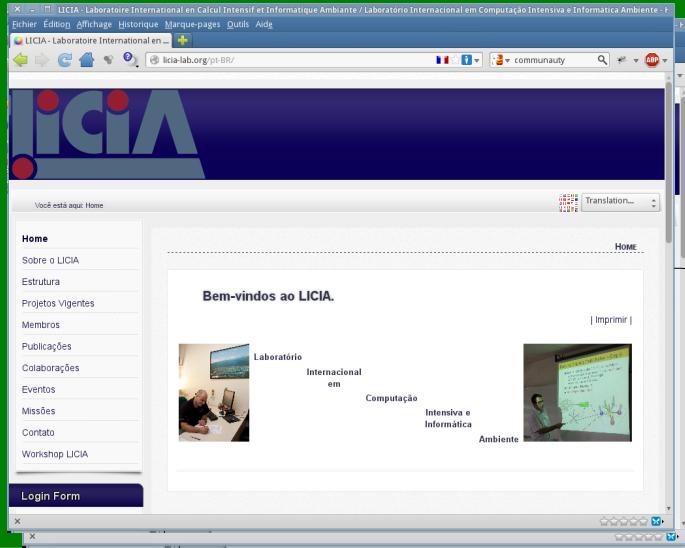 LICIA - Laboratoire International en Calcul Intensif et Informatique Ambiante / Laboratório Internacional em Computação Intensiva e Informática Ambiente -
Fichier Édition Affichage Historique Marque-pages Outils Aide
LICIA - Laboratoire International en ...
licia-lab.org/pt-BR/
communauty
ABP
liciA
Você está aqui: Home
Translation...
Home
Sobre o LICIA
Estrutura
Projetos Vigentes
Membros
Publicações
Colaborações
Eventos
Missões
Contato
Workshop LICIA
Login Form
Home
Bem-vindos ao LICIA.
| Imprimir |
Laboratório
Internacional
em
Computação
Intensiva e
Informática
Ambiente